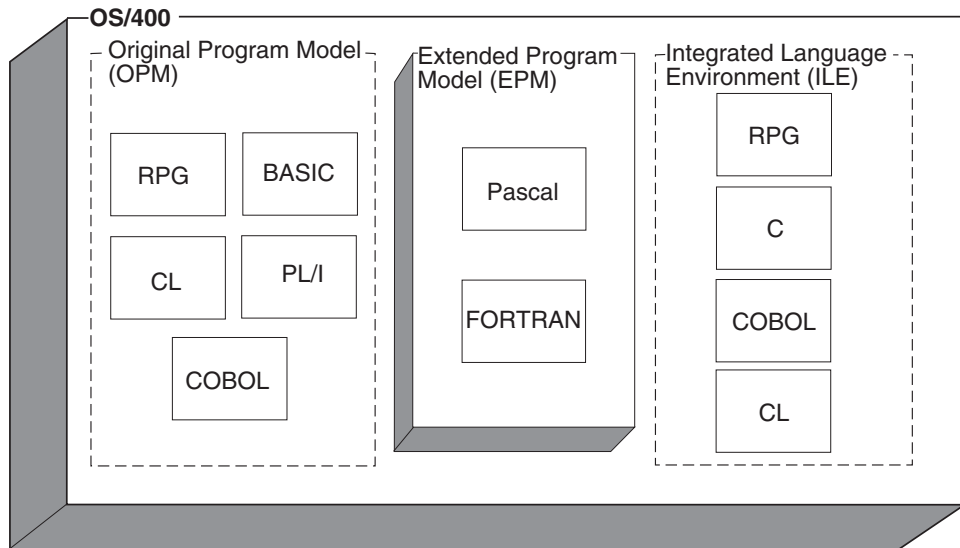 OS/400
Original Program Model
(OPM)
RPG
BASIC
CL
PL/I
COBOL
Extended Program
Model (EPM)
Pascal
FORTRAN
Integrated Language
Environment (ILE)
RPG
C
COBOL
CL